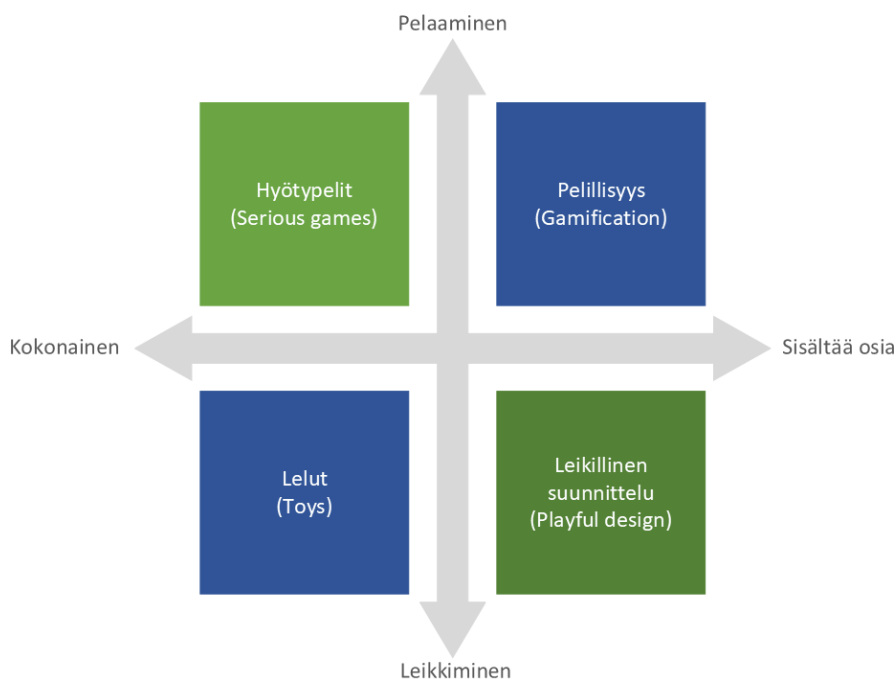 Pelaaminen
Hyötypelit
(Serious games)
Pelillisyys
(Gamification)
Kokonainen
Sisältää osia
Lelut
(Toys)
Leikillinen
suunnittelu
(Playful design)
Leikkiminen